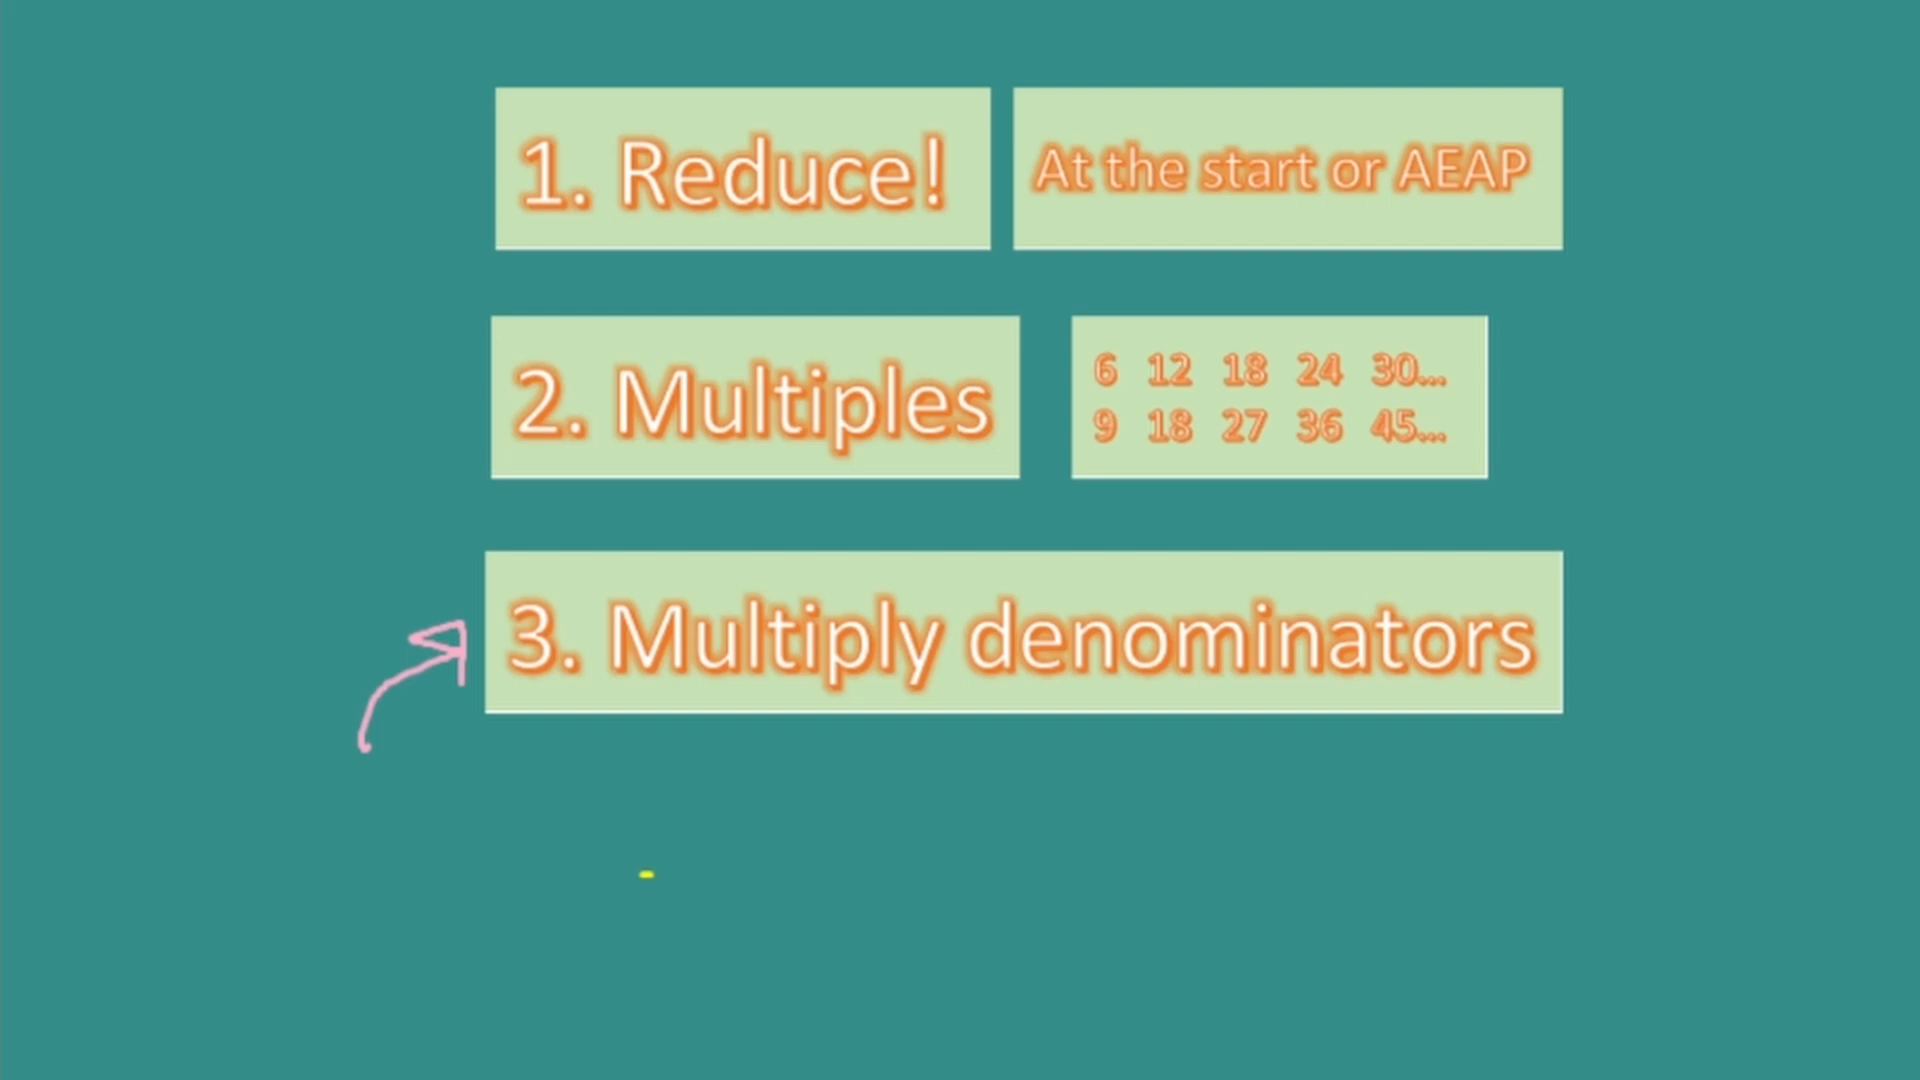 1. Reduce!
At the start or AEAP
2. Multiples
6 12 18 24 30...
9 18 27 36 45...
3. Multiply denominators